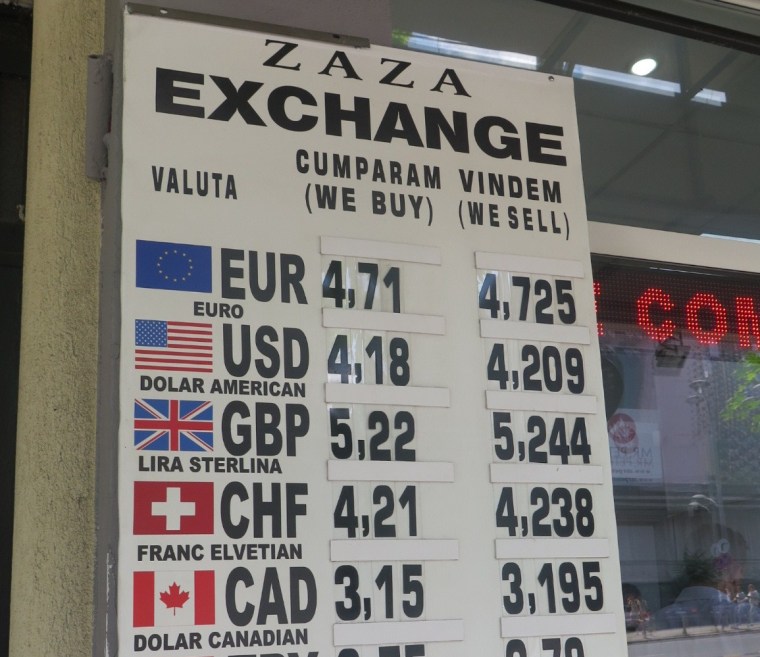 ZAZA
EXCHANGE
VALUTA CUMPARAM VINDEM
(WE BUY) (WE SELL)
EUR 4,71 4,725
EURO
USD 4,18 4,209
DOLAR AMERICAN
GBP 5,22 5,244
LIRA STERLINA
CHF 4,21 4,238
FRANC ELVETIAN
CAD 3,15 3,195
DOLAR CANADIAN
COM